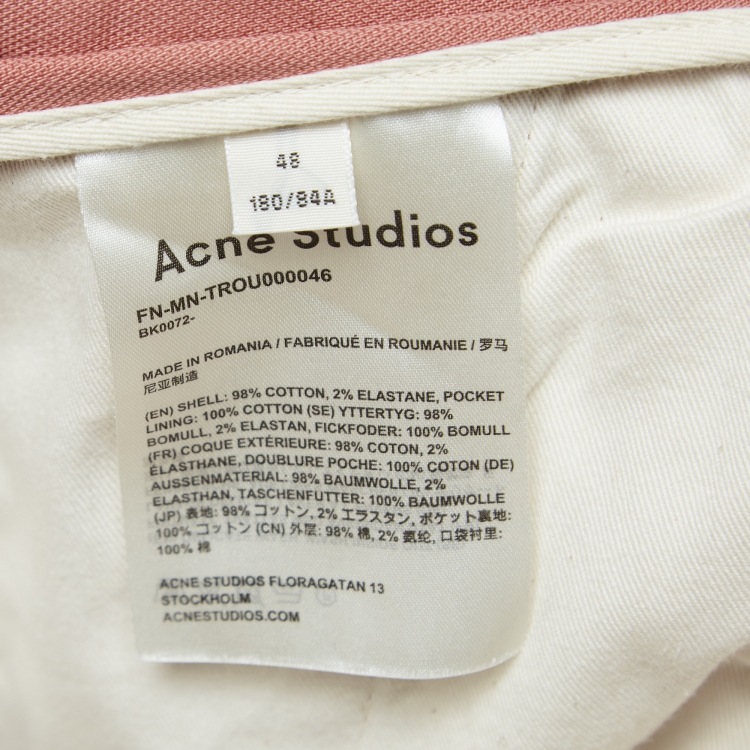 48
180/84A
Acne Studios
FN-MN-TROU000046
BK0072-
MADE IN ROMANIA / FABRIQUÉ EN ROUMANIE / 罗马
尼亚制造
(EN) SHELL: 98% COTTON, 2% ELASTANE, POCKET
LINING: 100% COTTON (SE) YTTERTYG: 98%
BOMULL, 2% ELASTAN, FICKFODER: 100% BOMULL
(FR) COQUE EXTÉRIEURE: 98% COTON, 2%
ÉLASTHANE, DOUBLURE POCHE: 100% COTON (DE)
AUSSENMATERIAL: 98% BAUMWOLLE, 2%
ELASTHAN, TASCHENFUTTER: 100% BAUMWOLLE
(JP) 表地: 98% コットン, 2% エラスタン, ポケット裏地:
100% コットン (CN) 外层: 98% 棉, 2% 氨纶, 口袋衬里:
100% 棉
ACNE STUDIOS FLORAGATAN 13
STOCKHOLM
ACNESTUDIOS.COM